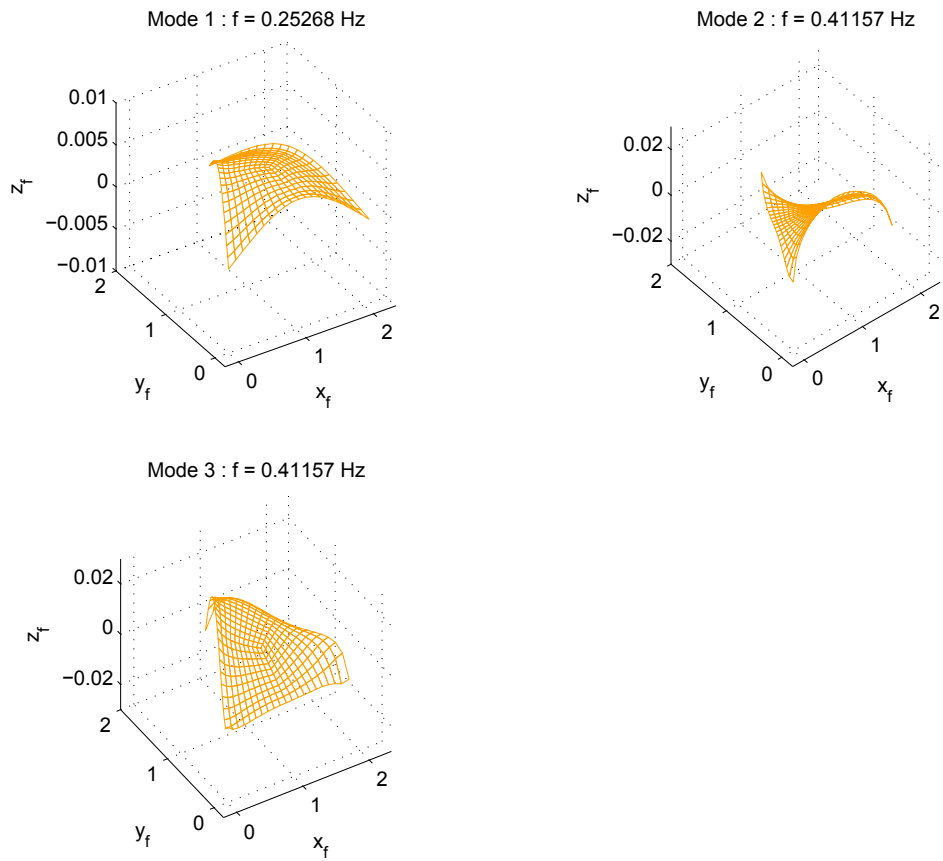 Mode 1 : f = 0.25268 Hz
0.01
0.005
0
−0.005
−0.01
z_f
2
1
0
y_f
0
1
2
x_f
Mode 2 : f = 0.41157 Hz
0.02
0
−0.02
z_f
2
1
0
y_f
0
1
2
x_f
Mode 3 : f = 0.41157 Hz
0.02
0
−0.02
z_f
2
1
0
y_f
0
1
2
x_f